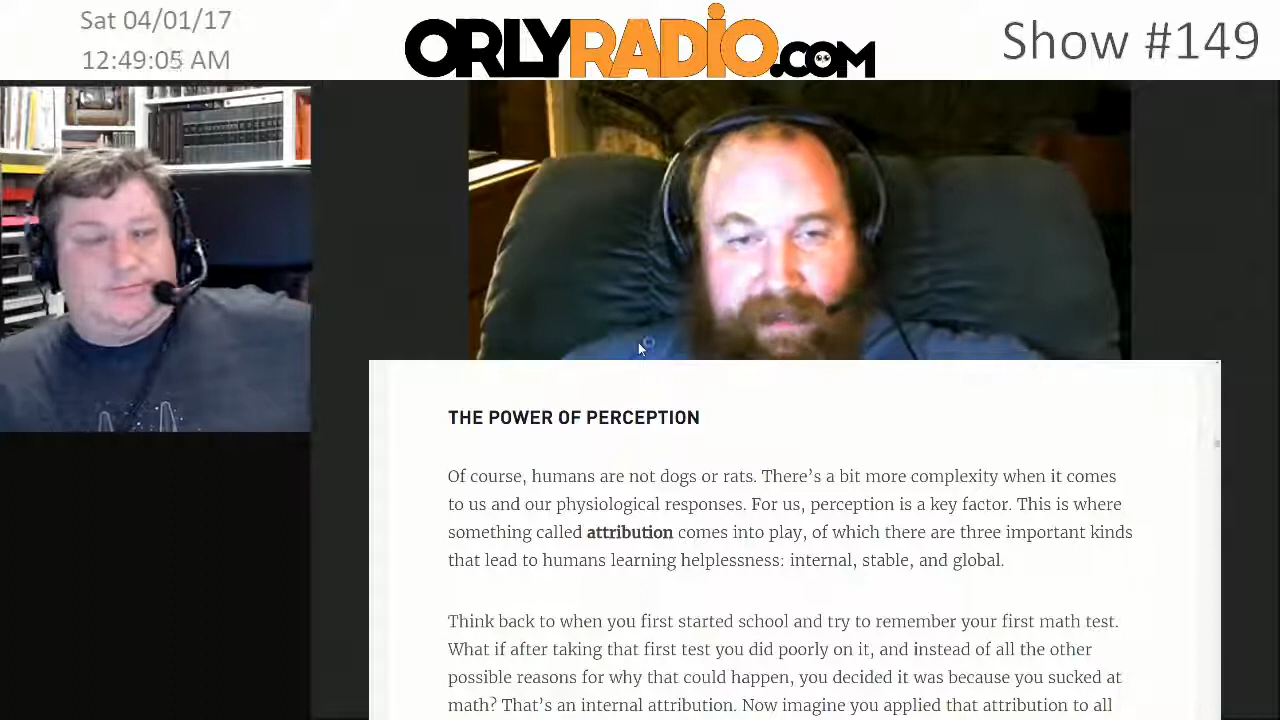 Sat 04/01/17
12:49:05 AM
ORLYRADiO.COM
Show #149
THE POWER OF PERCEPTION
Of course, humans are not dogs or rats. There’s a bit more complexity when it comes
to us and our physiological responses. For us, perception is a key factor. This is where
something called attribution comes into play, of which there are three important kinds
that lead to humans learning helplessness: internal, stable, and global.
Think back to when you first started school and try to remember your first math test.
What if after taking that first test you did poorly on it, and instead of all the other
possible reasons for why that could happen, you decided it was because you sucked at
math? That’s an internal attribution. Now imagine you applied that attribution to all